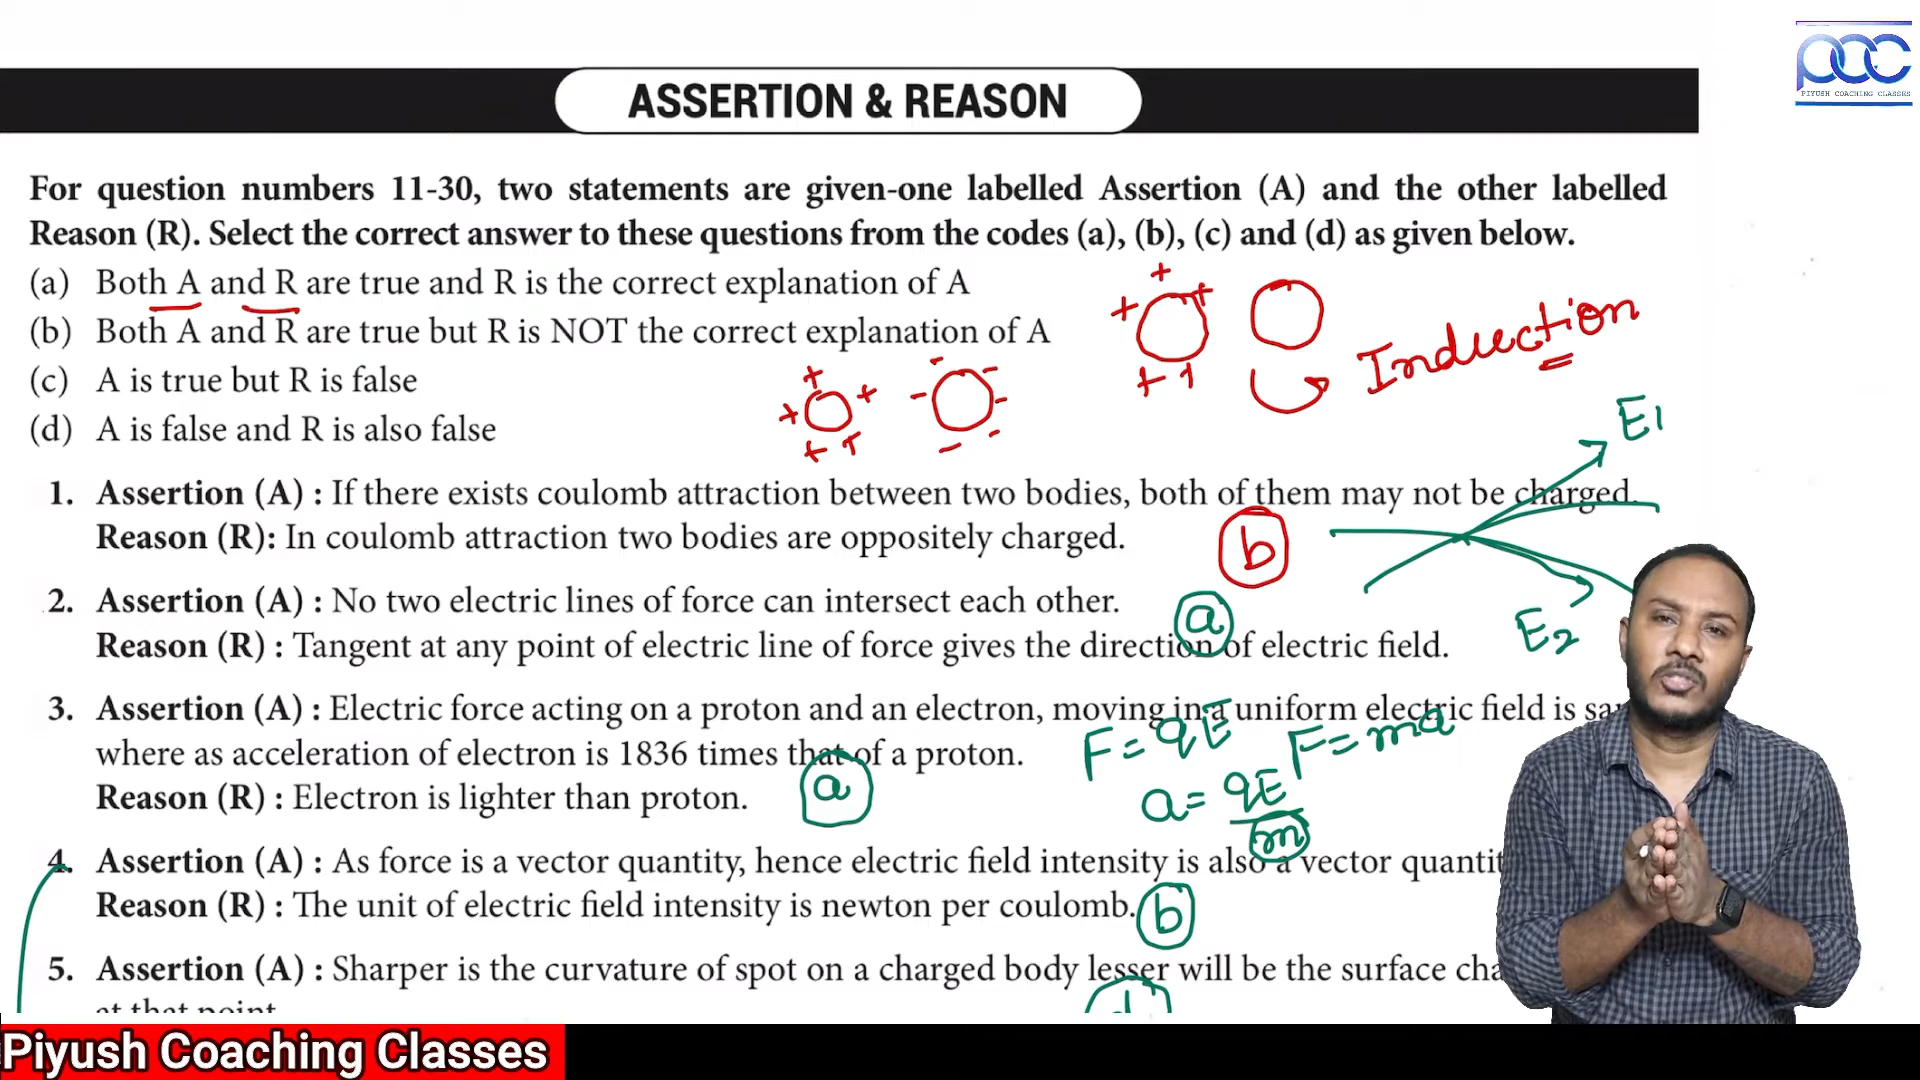 PCC
PIYUSH COACHING CLASSES
ASSERTION & REASON
For question numbers 11-30, two statements are given-one labelled Assertion (A) and the other labelled
Reason (R). Select the correct answer to these questions from the codes (a), (b), (c) and (d) as given below.
(a) Both A and R are true and R is the correct explanation of A
(b) Both A and R are true but R is NOT the correct explanation of A
(c) A is true but R is false
(d) A is false and R is also false
+ + + + +
Induction
+ + + + +
- - - - - -
E1
1. Assertion (A) : If there exists coulomb attraction between two bodies, both of them may not be charged.
Reason (R): In coulomb attraction two bodies are oppositely charged.
b
2. Assertion (A) : No two electric lines of force can intersect each other.
a
E2
Reason (R) : Tangent at any point of electric line of force gives the direction of electric field.
3. Assertion (A) : Electric force acting on a proton and an electron, moving in a uniform electric field is
where as acceleration of electron is 1836 times that of a proton.
F = qE F = ma
Reason (R) : Electron is lighter than proton.
a
a = qE
m
4. Assertion (A) : As force is a vector quantity, hence electric field intensity is also a vector
Reason (R) : The unit of electric field intensity is newton per coulomb.
b
5. Assertion (A) : Sharper is the curvature of spot on a charged body lesser will be the surface
at that point
Piyush Coaching Classes